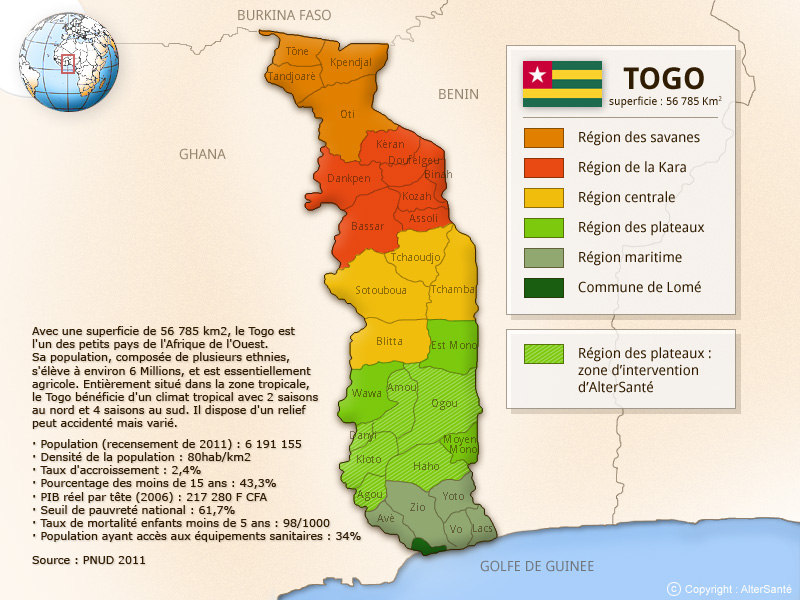 BURKINA FASO
BENIN
GHANA
TOGO
superficie : 56 785 Km²
Région des savanes
Région de la Kara
Région centrale
Région des plateaux
Région maritime
Commune de Lomé
Région des plateaux :
zone d'intervention
d'AlterSanté
Tône
Kpendjal
Tandjoaré
Oti
Kéran
Doufelgou
Binah
Dankpen
Kozah
Assoli
Bassar
Tchaoudjo
Sotouboua
Tchamba
Blitta
Est Mono
Wawa
Amou
Ogou
Danyi
Kloto
Moyen
Mono
Haho
Agou
Avé
Zio
Yoto
Vo
Lacs
Avec une superficie de 56 785 km2, le Togo est
l'un des petits pays de l'Afrique de l'Ouest.
Sa population, composée de plusieurs ethnies,
s'élève à environ 6 Millions, et est essentiellement
agricole. Entièrement situé dans la zone tropicale,
le Togo bénéficie d'un climat tropical avec 2 saisons
au nord et 4 saisons au sud. Il dispose d'un relief
peut accidenté mais varié.
· Population (recensement de 2011) : 6 191 155
· Densité de la population : 80hab/km2
· Taux d'accroissement : 2,4%
· Pourcentage des moins de 15 ans : 43,3%
· PIB réel par tête (2006) : 217 280 F CFA
· Seuil de pauvreté national : 61,7%
· Taux de mortalité enfants moins de 5 ans : 98/1000
· Population ayant accès aux équipements sanitaires : 34%
Source : PNUD 2011
GOLFE DE GUINEE
© Copyright : AlterSanté